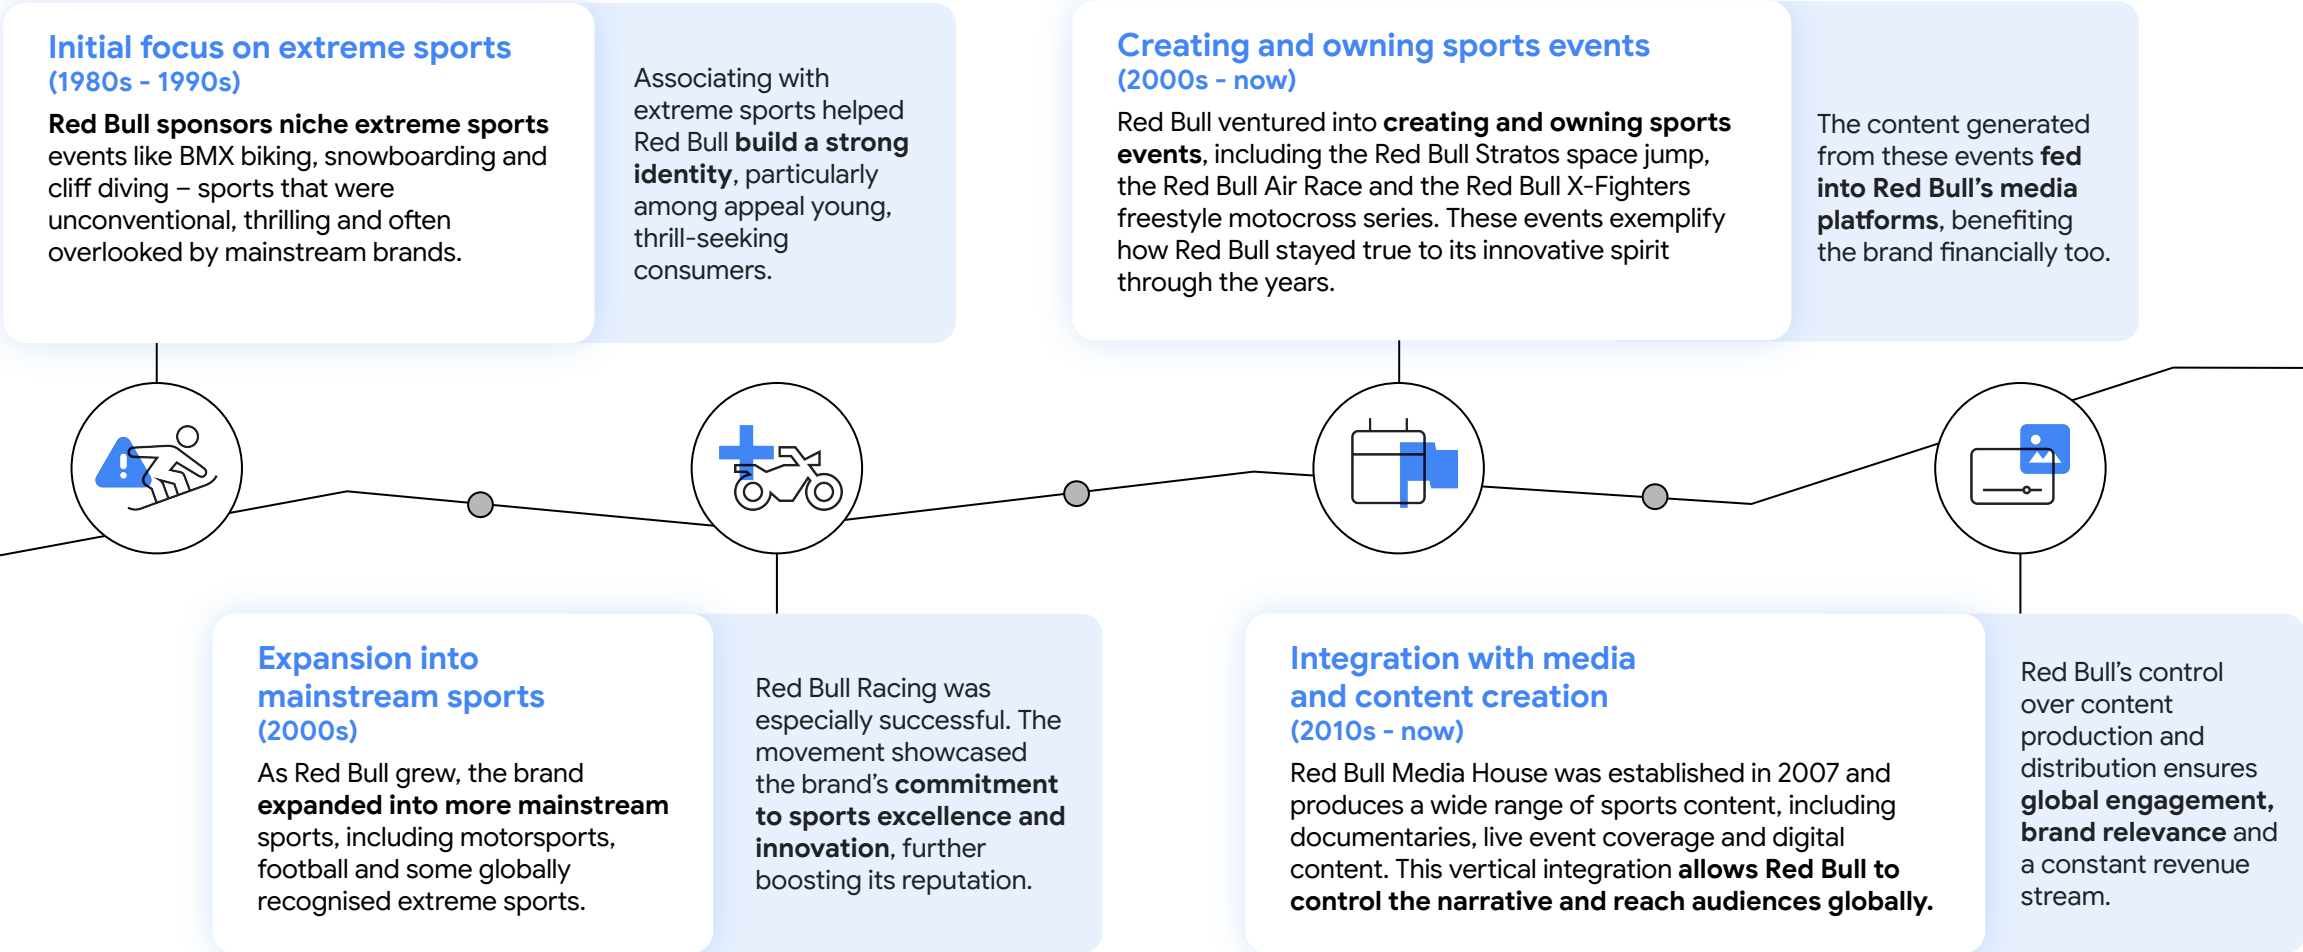 Initial focus on extreme sports
(1980s - 1990s)
Red Bull sponsors niche extreme sports
events like BMX biking, snowboarding and
cliff diving – sports that were
unconventional, thrilling and often
overlooked by mainstream brands.
Associating with
extreme sports helped
Red Bull build a strong
identity, particularly
among appeal young,
thrill-seeking
consumers.
Creating and owning sports events
(2000s - now)
Red Bull ventured into creating and owning sports
events, including the Red Bull Stratos space jump,
the Red Bull Air Race and the Red Bull X-Fighters
freestyle motocross series. These events exemplify
how Red Bull stayed true to its innovative spirit
through the years.
The content generated
from these events fed
into Red Bull’s media
platforms, benefiting
the brand financially too.
Expansion into
mainstream sports
(2000s)
As Red Bull grew, the brand
expanded into more mainstream
sports, including motorsports,
football and some globally
recognised extreme sports.
Red Bull Racing was
especially successful. The
movement showcased
the brand’s commitment
to sports excellence and
innovation, further
boosting its reputation.
Integration with media
and content creation
(2010s - now)
Red Bull Media House was established in 2007 and
produces a wide range of sports content, including
documentaries, live event coverage and digital
content. This vertical integration allows Red Bull to
control the narrative and reach audiences globally.
Red Bull’s control
over content
production and
distribution ensures
global engagement,
brand relevance and
a constant revenue
stream.